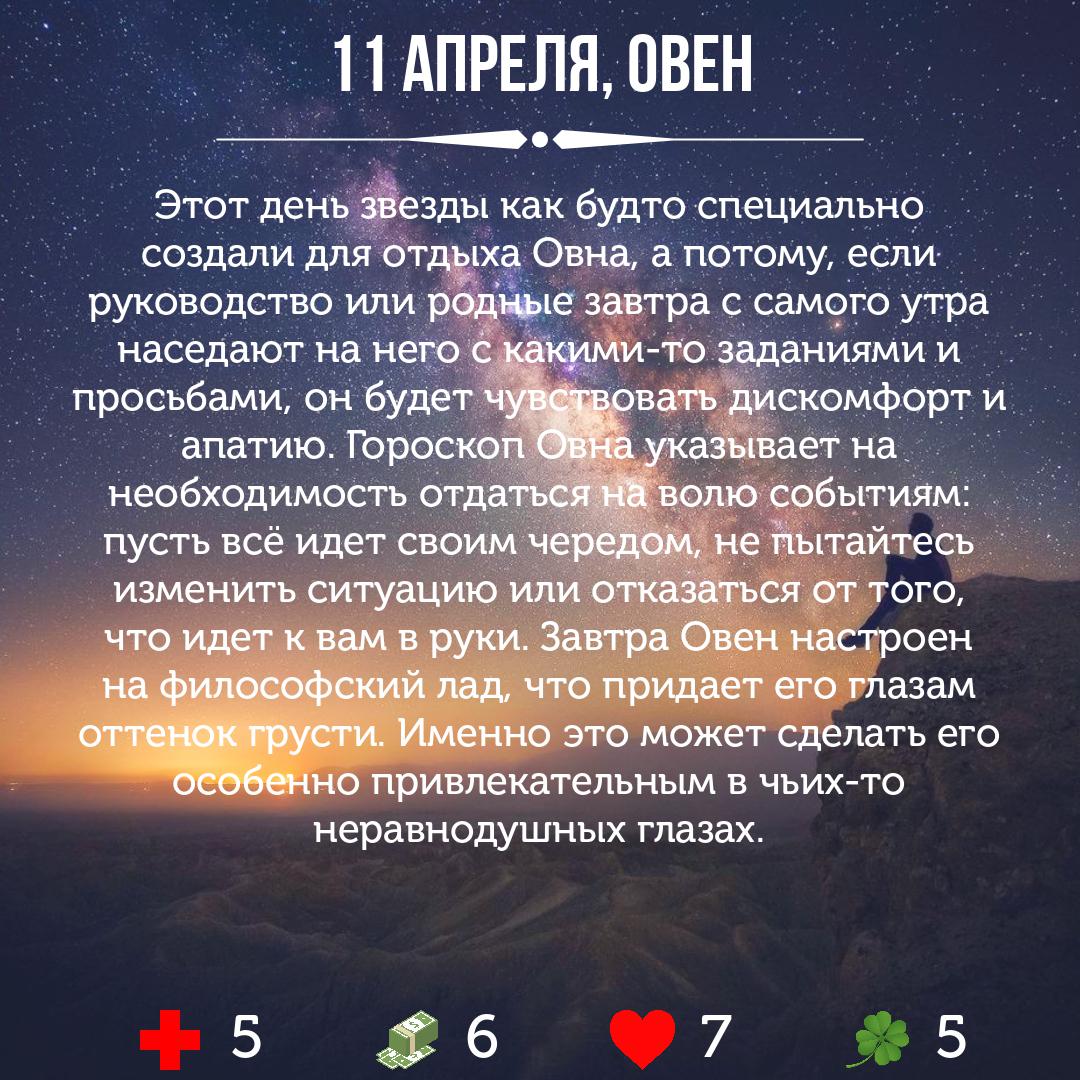 11 АПРЕЛЯ, ОВЕН
Этот день звезды как будто специально
создали для отдыха Овна, а потому, если
руководство или родные завтра с самого утра
наседают на него с какими-то заданиями и
просьбами, он будет чувствовать дискомфорт и
апатию. Гороскоп Овна указывает на
необходимость отдаться на волю событиям:
пусть всё идет своим чередом, не пытайтесь
изменить ситуацию или отказаться от того,
что идет к вам в руки. Завтра Овен настроен
на философский лад, что придает его глазам
оттенок грусти. Именно это может сделать его
особенно привлекательным в чьих-то
неравнодушных глазах.
5 6 7 5